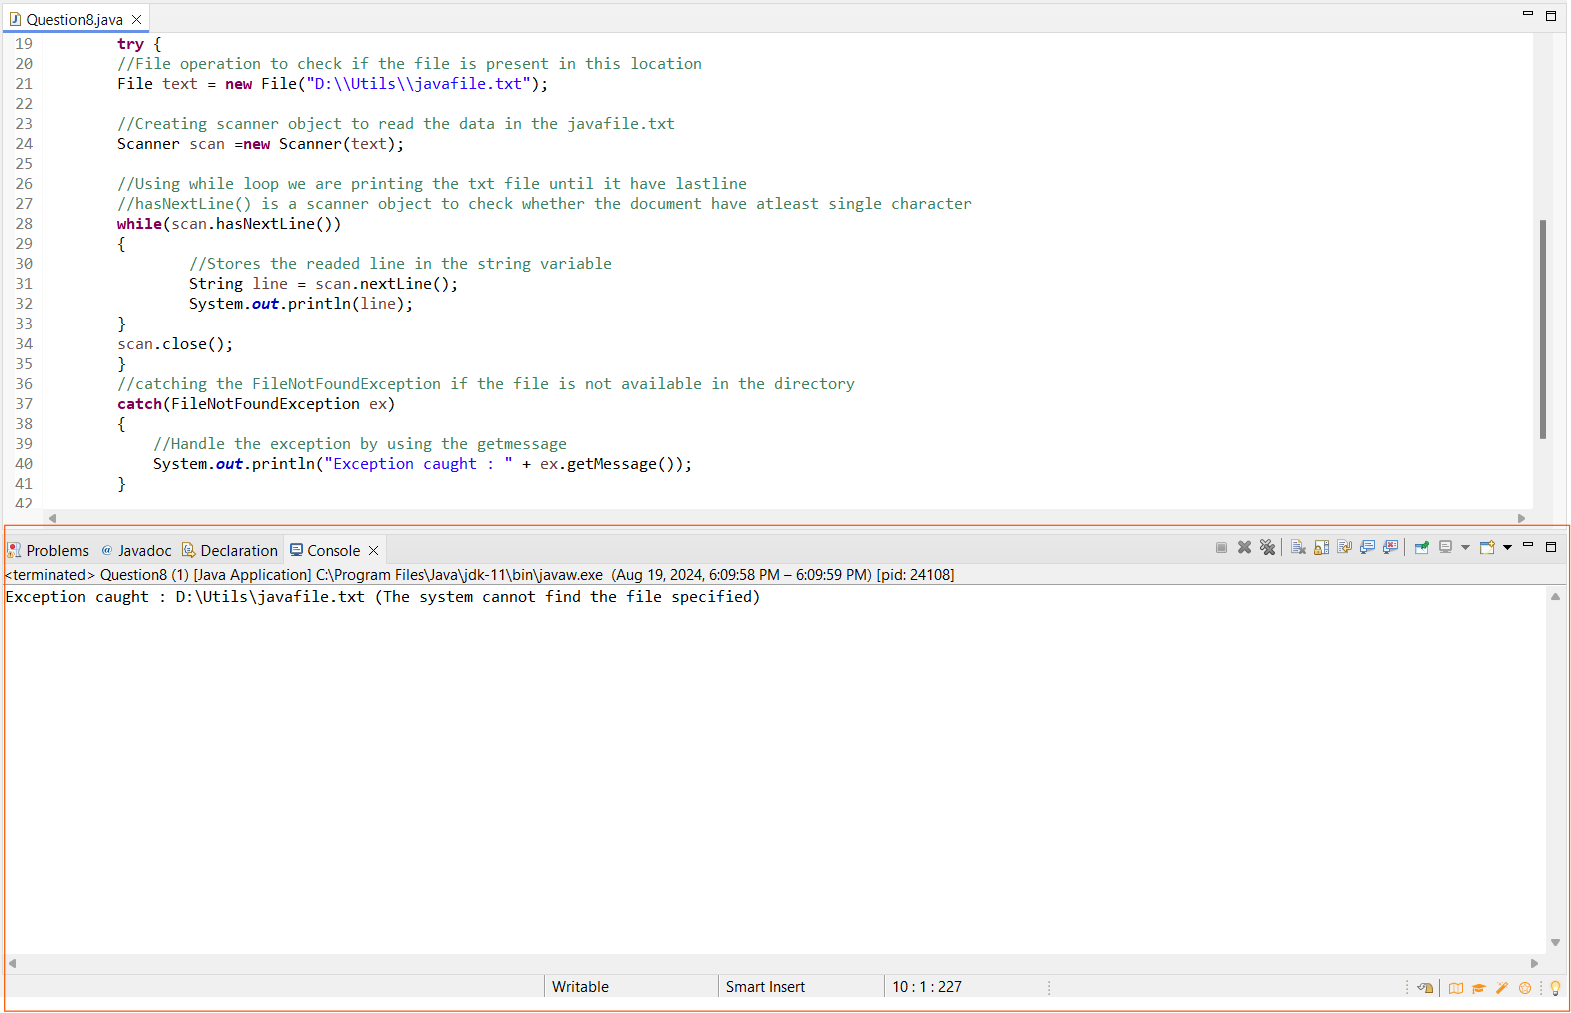 Question8.java
19 try {
20 //File operation to check if the file is present in this location
21 File text = new File("D:\\Utils\\javafile.txt");
22
23 //Creating scanner object to read the data in the javafile.txt
24 Scanner scan =new Scanner(text);
25
26 //Using while loop we are printing the txt file until it have lastline
27 //hasNextLine() is a scanner object to check whether the document have atleast single character
28 while(scan.hasNextLine())
29 {
30 //Stores the readed line in the string variable
31 String line = scan.nextLine();
32 System.out.println(line);
33 }
34 scan.close();
35 }
36 //catching the FileNotFoundException if the file is not available in the directory
37 catch(FileNotFoundException ex)
38 {
39 //Handle the exception by using the getmessage
40 System.out.println("Exception caught : " + ex.getMessage());
41 }
42
Problems @ Javadoc Declaration Console
<terminated> Question8 (1) [Java Application] C:\Program Files\Java\jdk-11\bin\javaw.exe (Aug 19, 2024, 6:09:58 PM – 6:09:59 PM) [pid: 24108]
Exception caught : D:\Utils\javafile.txt (The system cannot find the file specified)
Writable Smart Insert 10 : 1 : 227